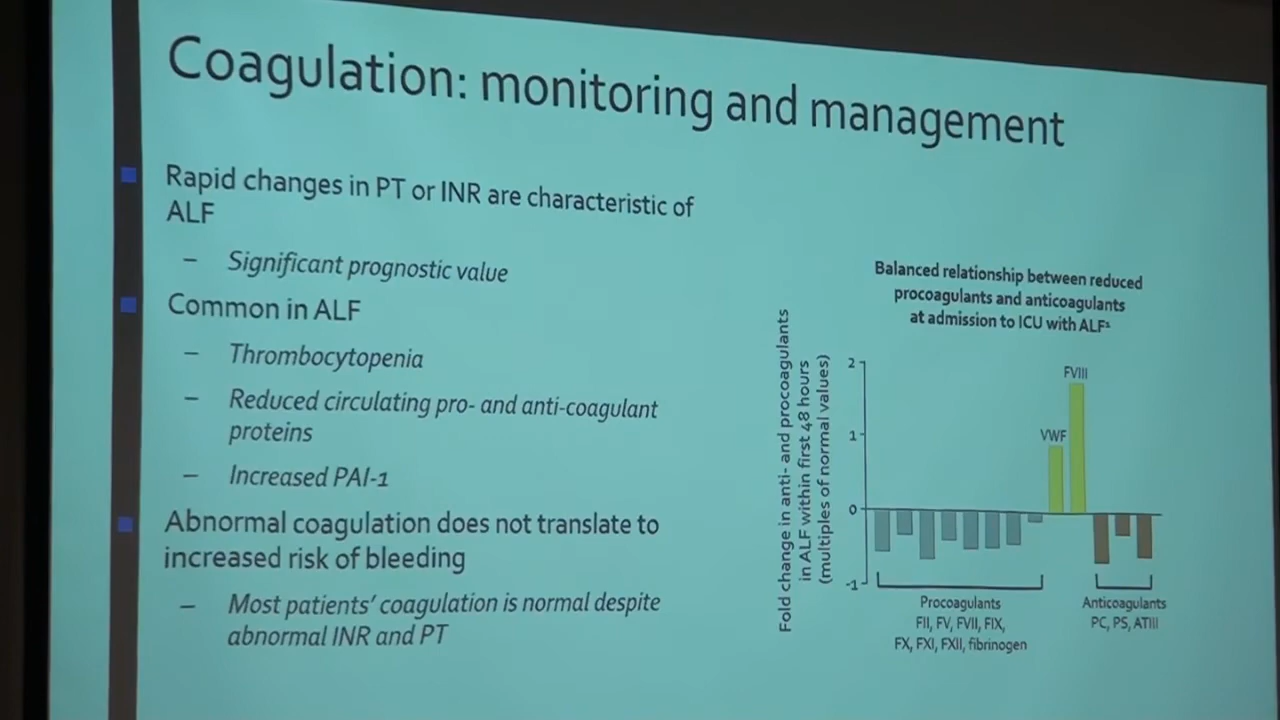 Coagulation: monitoring and management
Rapid changes in PT or INR are characteristic of
ALF
– Significant prognostic value
Common in ALF
– Thrombocytopenia
– Reduced circulating pro- and anti-coagulant
proteins
– Increased PAI-1
Abnormal coagulation does not translate to
increased risk of bleeding
– Most patients' coagulation is normal despite
abnormal INR and PT
Balanced relationship between reduced
procoagulants and anticoagulants
at admission to ICU with ALF¹
Fold change in anti- and procoagulants
in ALF within first 48 hours
(multiples of normal values)
2
1
0
-1
VWF
FVIII
Procoagulants
FII, FV, FVII, FIX,
FX, FXI, FXII, fibrinogen
Anticoagulants
PC, PS, ATIII